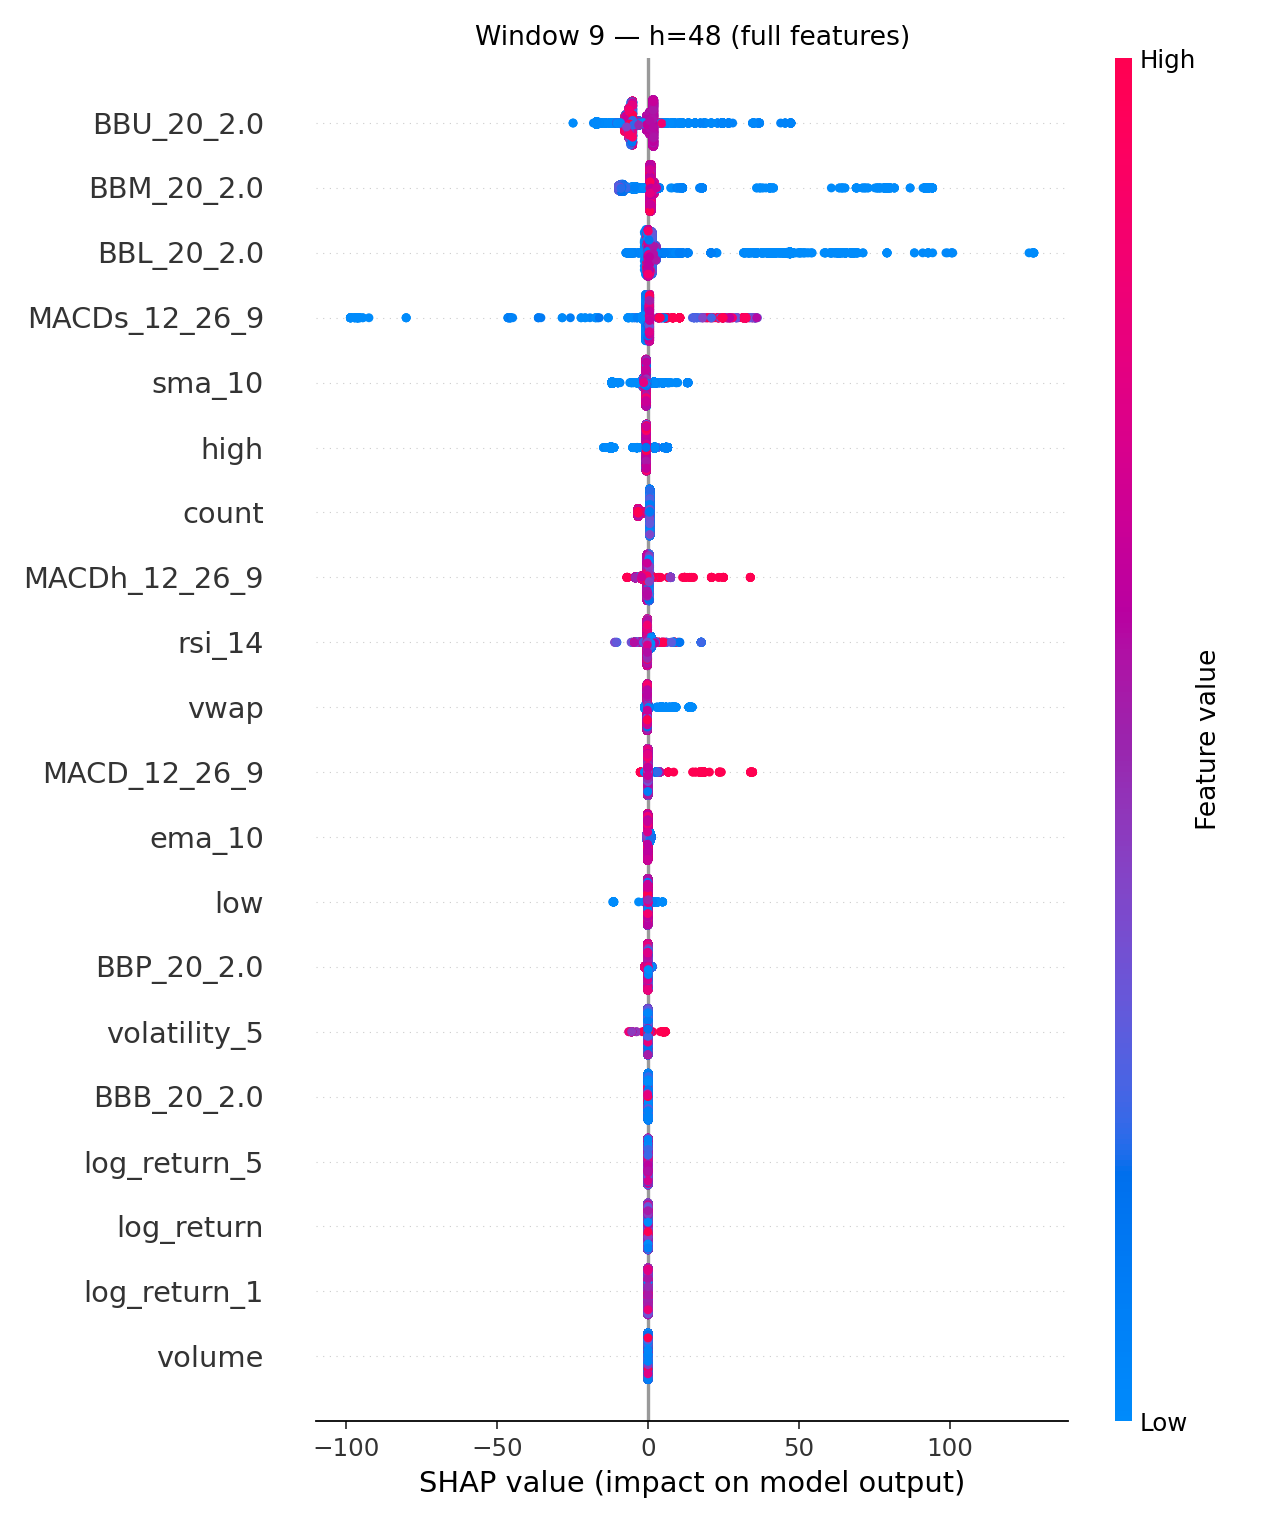 Window 9 — h=48 (full features)
High
BBU_20_2.0
BBM_20_2.0
BBL_20_2.0
MACDs_12_26_9
sma_10
high
count
MACDh_12_26_9
rsi_14
vwap
MACD_12_26_9
ema_10
low
BBP_20_2.0
volatility_5
BBB_20_2.0
log_return_5
log_return
log_return_1
volume
Feature value
Low
−100 −50 0 50 100
SHAP value (impact on model output)